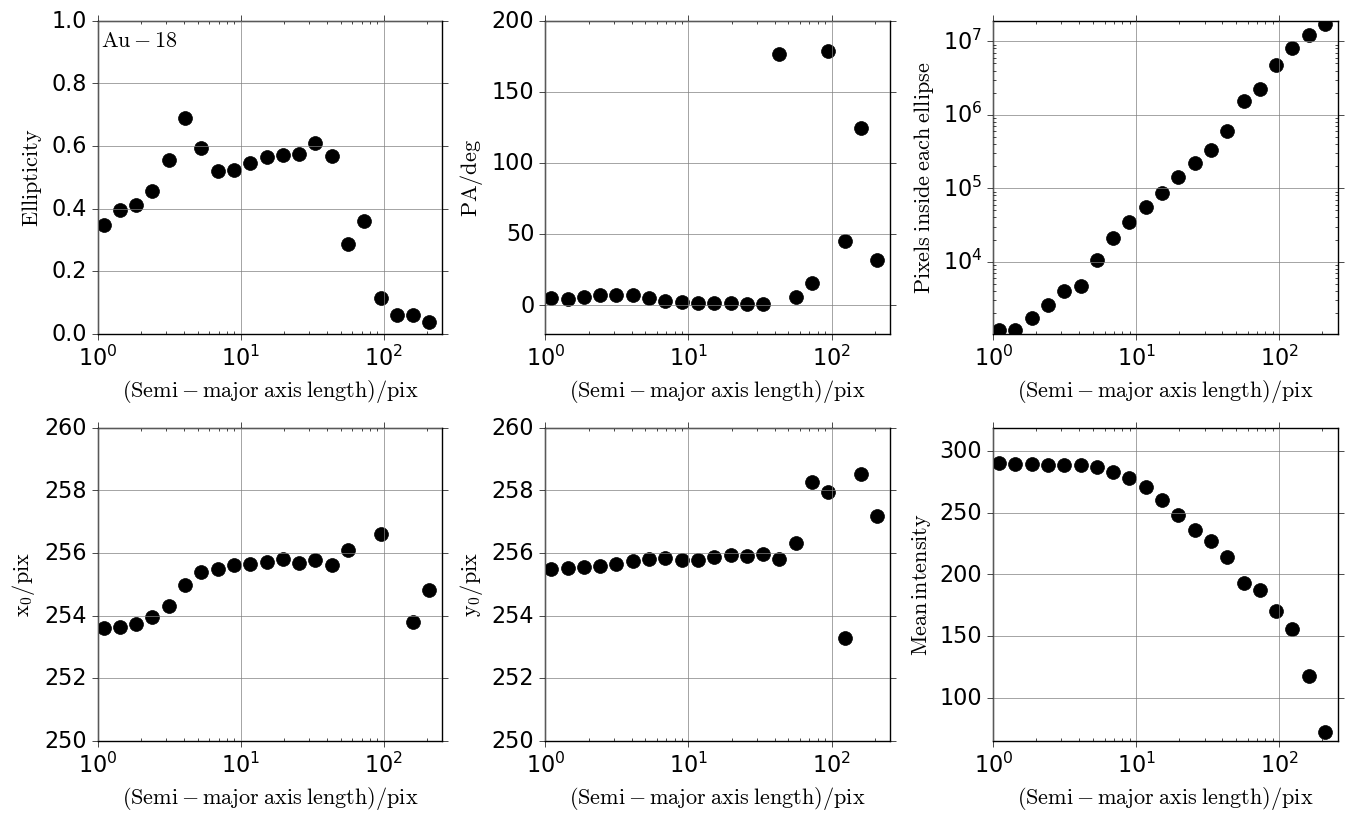 Au − 18
1.0
0.8
0.6
0.4
0.2
0.0
Ellipticity
10^0 10^1 10^2
(Semi − major axis length)/pix
200
150
100
50
0
PA/deg
10^0 10^1 10^2
(Semi − major axis length)/pix
10^7
10^6
10^5
10^4
Pixels inside each ellipse
10^0 10^1 10^2
(Semi − major axis length)/pix
260
258
256
254
252
250
x_0/pix
10^0 10^1 10^2
(Semi − major axis length)/pix
260
258
256
254
252
250
y_0/pix
10^0 10^1 10^2
(Semi − major axis length)/pix
300
250
200
150
100
Mean intensity
10^0 10^1 10^2
(Semi − major axis length)/pix